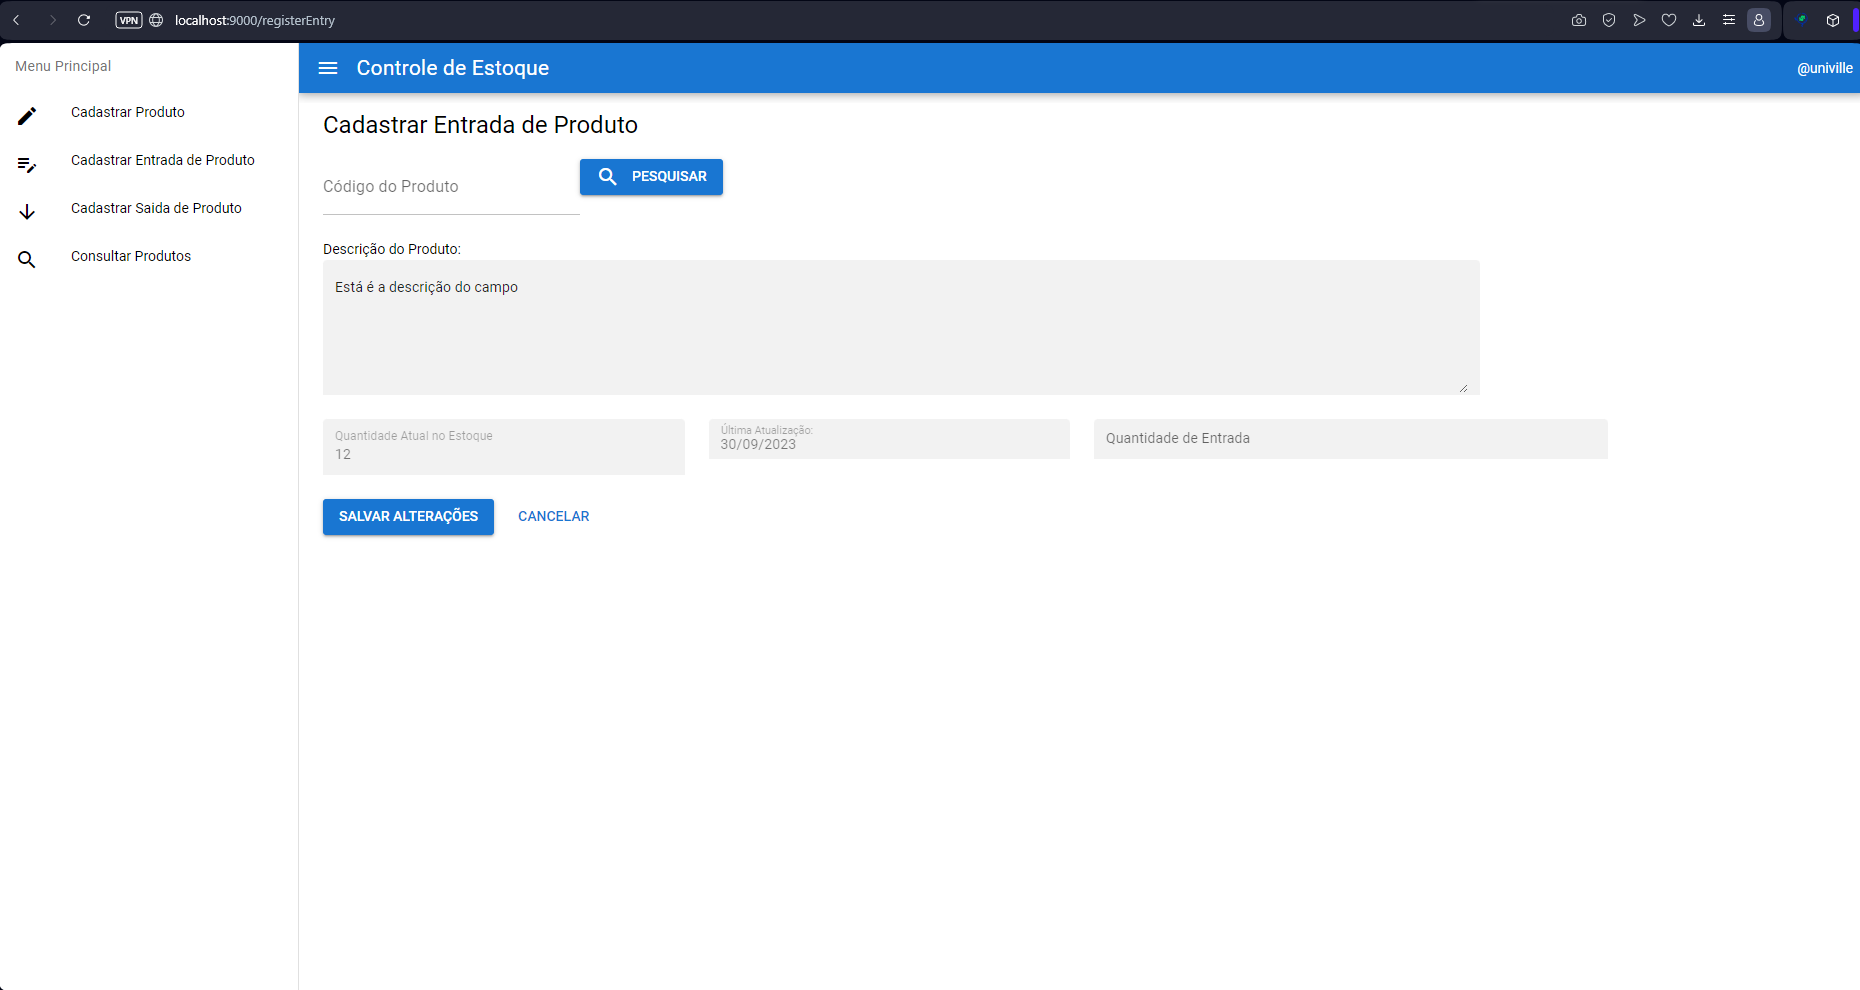 VPN localhost:9000/registerEntry
Menu Principal
Cadastrar Produto
Cadastrar Entrada de Produto
Cadastrar Saida de Produto
Consultar Produtos
Controle de Estoque
@univille
Cadastrar Entrada de Produto
Código do Produto
PESQUISAR
Descrição do Produto:
Está é a descrição do campo
Quantidade Atual no Estoque
12
Última Atualização:
30/09/2023
Quantidade de Entrada
SALVAR ALTERAÇÕES
CANCELAR